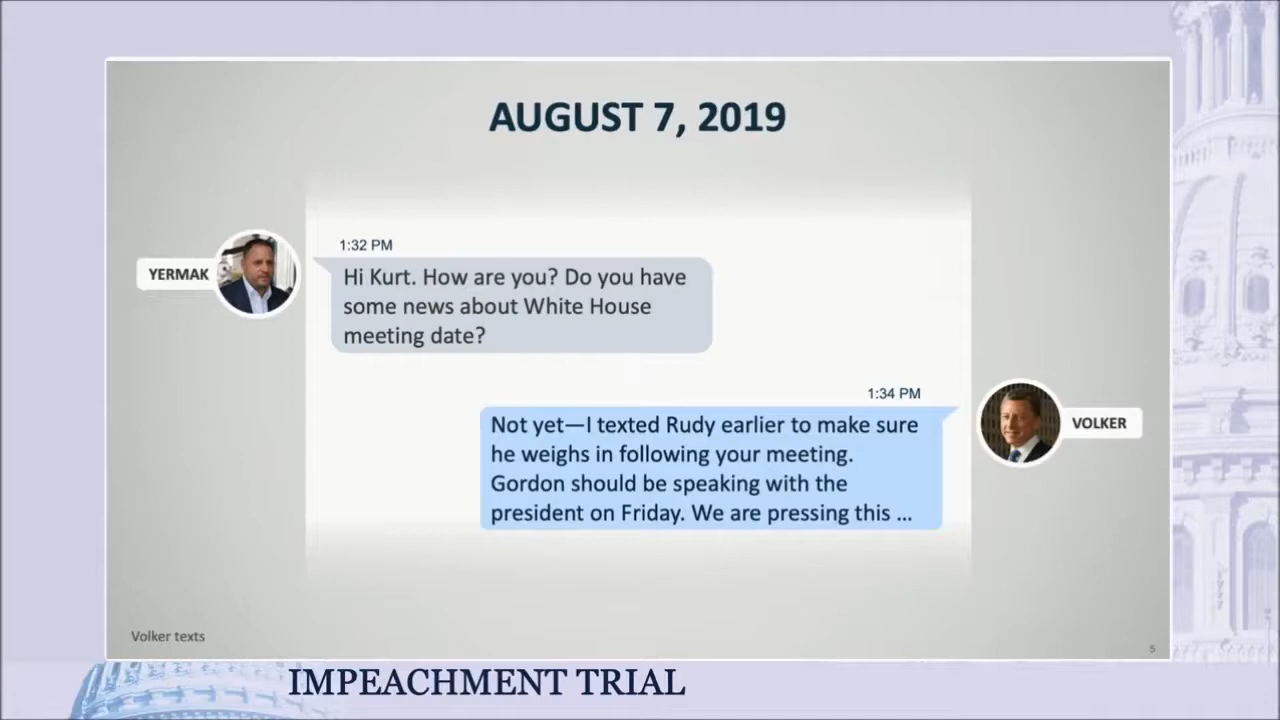 AUGUST 7, 2019
1:32 PM
YERMAK
Hi Kurt. How are you? Do you have
some news about White House
meeting date?
1:34 PM
Not yet—I texted Rudy earlier to make sure
he weighs in following your meeting.
Gordon should be speaking with the
president on Friday. We are pressing this ...
VOLKER
Volker texts
5
IMPEACHMENT TRIAL